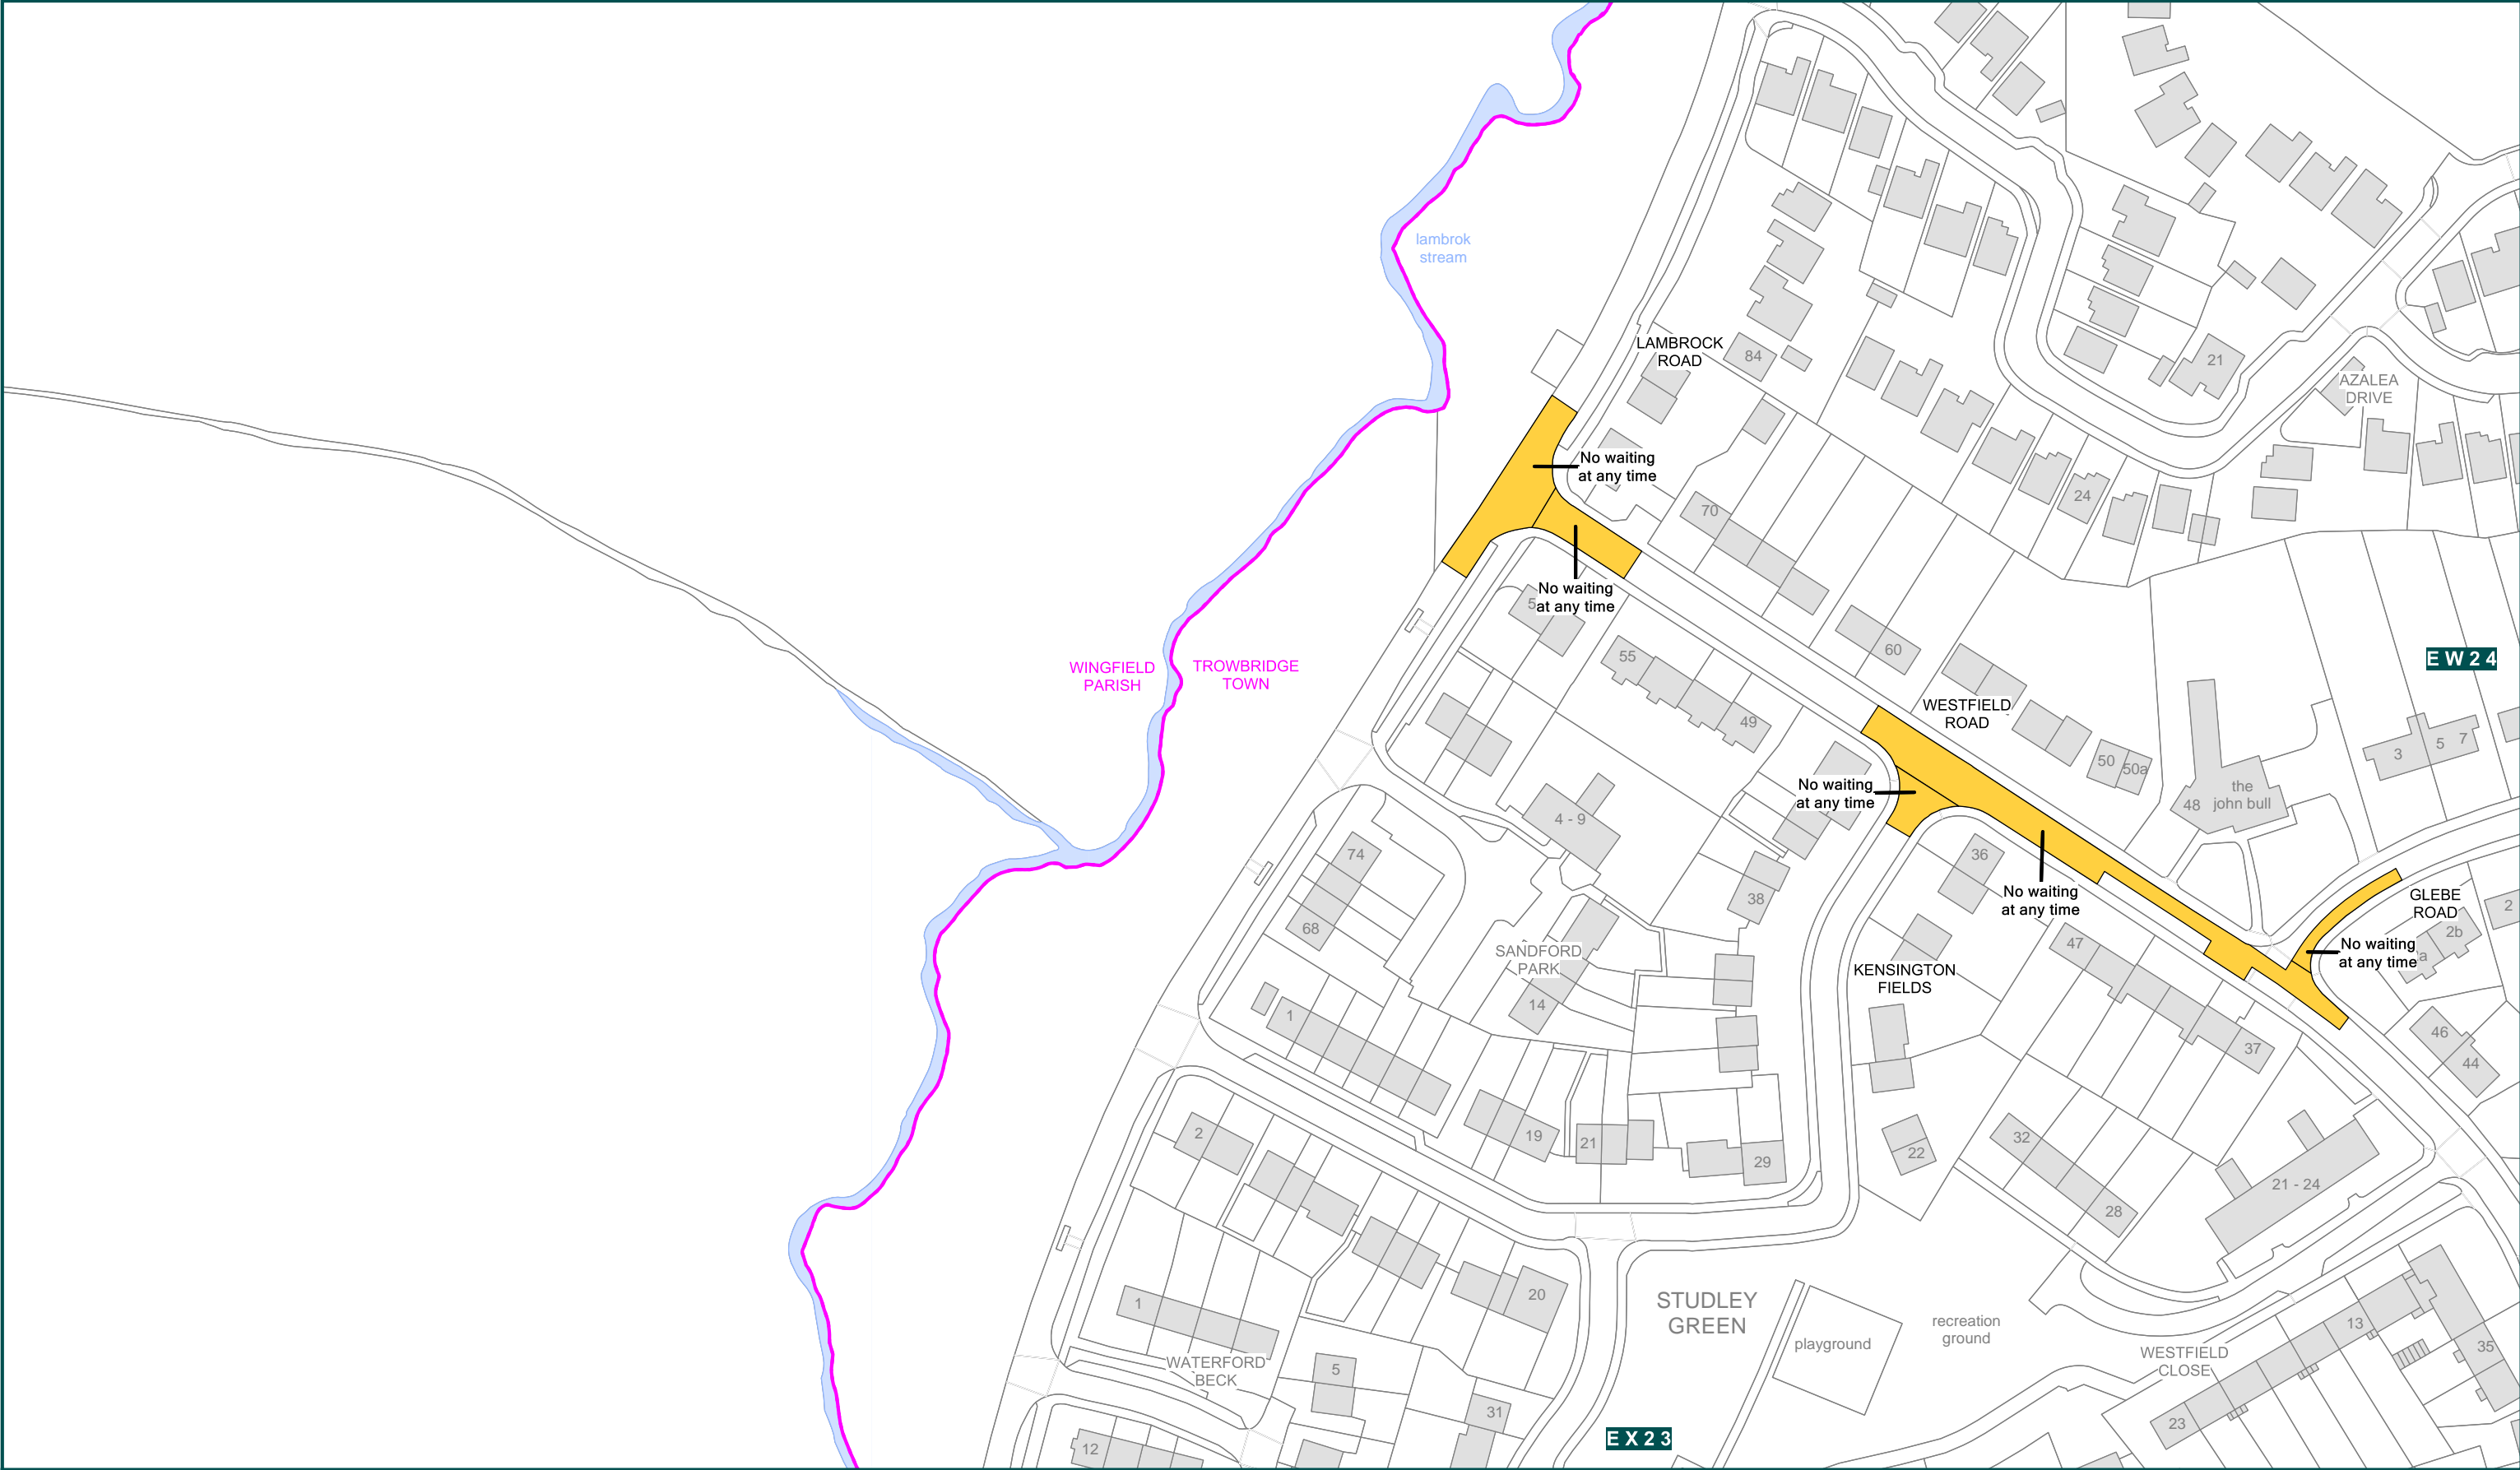 lambrok
stream
LAMBROCK
ROAD
84
21
AZALEA
DRIVE
No waiting
at any time
24
70
No waiting
at any time
55
60
49
E W 2 4
WINGFIELD
PARISH
TROWBRIDGE
TOWN
WESTFIELD
ROAD
3
5
7
50
50a
the
john bull
48
No waiting
at any time
4 - 9
74
36
38
68
No waiting
at any time
GLEBE
ROAD
2
2b
a
No waiting
at any time
47
SANDFORD
PARK
KENSINGTON
FIELDS
14
1
46
44
37
2
19
21
29
22
32
28
21 - 24
1
20
STUDLEY
GREEN
playground
recreation
ground
13
35
WATERFORD
BECK
5
WESTFIELD
CLOSE
31
23
12
E X 2 3